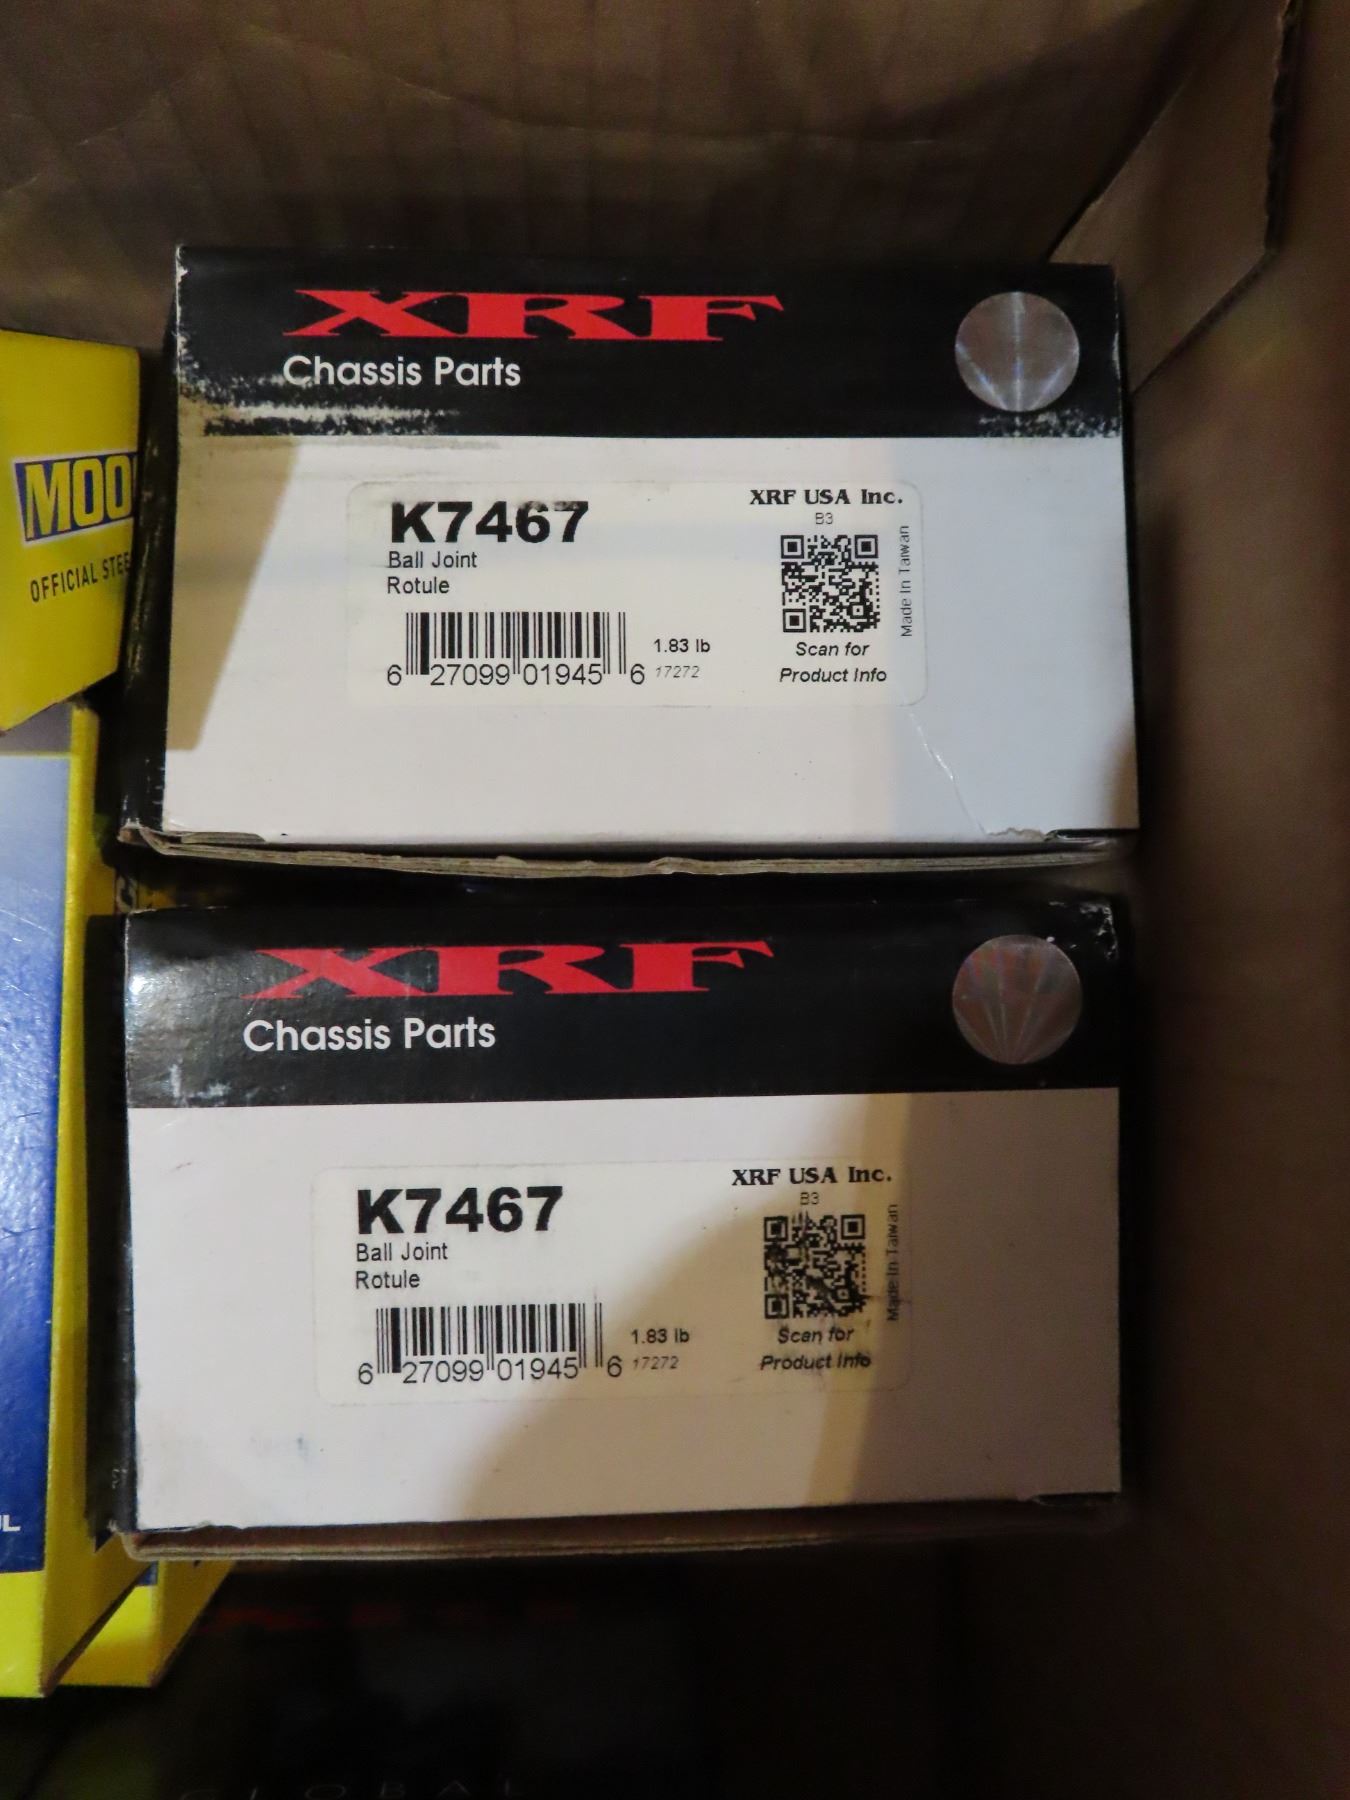 XRF
Chassis Parts
K7467
Ball Joint
Rotule
6 27099 01945 6
1.83 lb
17272
XRF USA Inc.
B3
Made In Taiwan
Scan for
Product Info
MOO
OFFICIAL STEE
XRF
Chassis Parts
K7467
Ball Joint
Rotule
6 27099 01945 6
1.83 lb
17272
XRF USA Inc.
B3
Made In Taiwan
Scan for
Product Info
GLOBAL